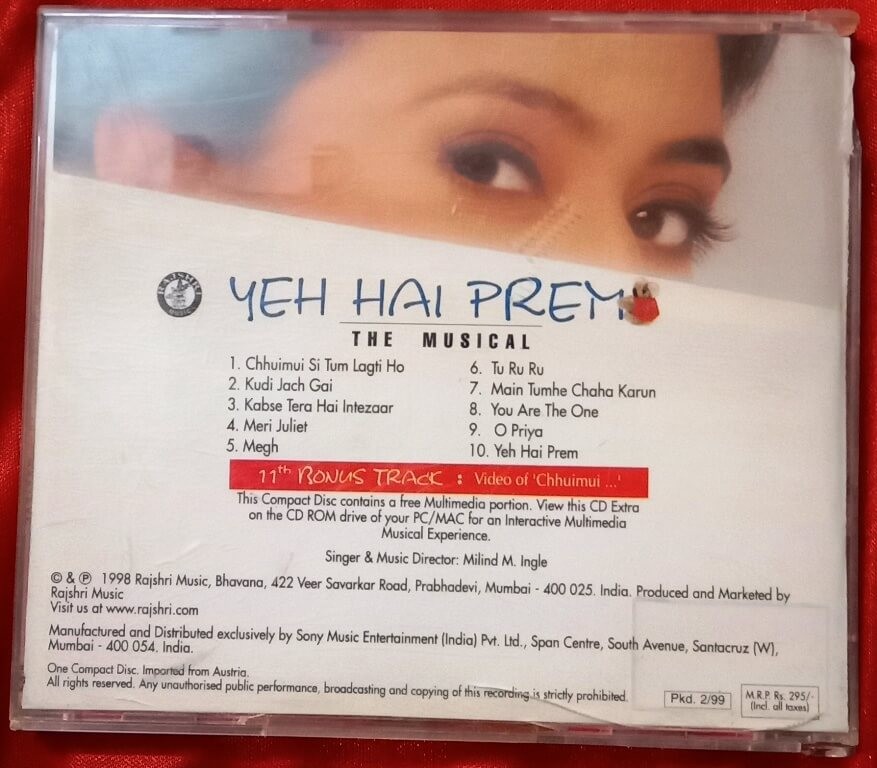 RAJSHRI
MUSIC
YEH HAI PREM
THE MUSICAL
1. Chhuimui Si Tum Lagti Ho
2. Kudi Jach Gai
3. Kabse Tera Hai Intezaar
4. Meri Juliet
5. Megh
6. Tu Ru Ru
7. Main Tumhe Chaha Karun
8. You Are The One
9. O Priya
10. Yeh Hai Prem
11th BONUS TRACK : Video of 'Chhuimui ...'
This Compact Disc contains a free Multimedia portion. View this CD Extra
on the CD ROM drive of your PC/MAC for an Interactive Multimedia
Musical Experience.
Singer & Music Director: Milind M. Ingle
© & ℗ 1998 Rajshri Music, Bhavana, 422 Veer Savarkar Road, Prabhadevi, Mumbai - 400 025. India. Produced and Marketed by
Rajshri Music
Visit us at www.rajshri.com
Manufactured and Distributed exclusively by Sony Music Entertainment (India) Pvt. Ltd., Span Centre, South Avenue, Santacruz (W),
Mumbai - 400 054. India.
One Compact Disc. Imported from Austria.
All rights reserved. Any unauthorised public performance, broadcasting and copying of this recording is strictly prohibited.
Pkd. 2/99
M.R.P. Rs. 295/-
(Incl. all taxes)